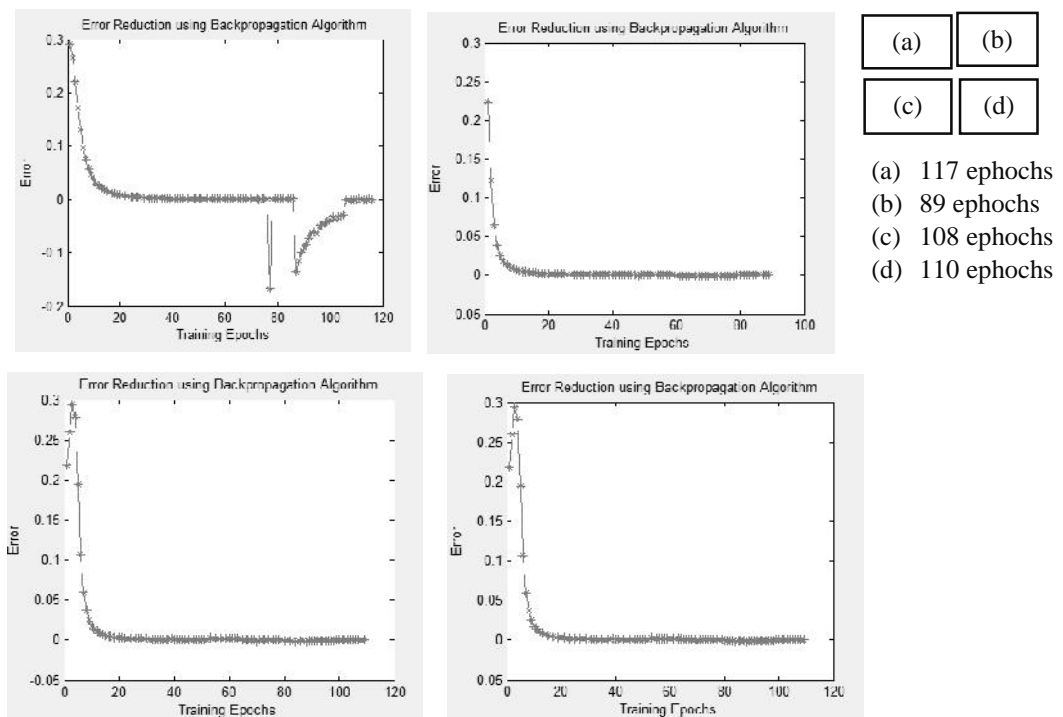 Error Reduction using Backpropagation Algorithm
0.3
0.2
0.1
0
-0.1
-0.2
Error
0 20 40 60 80 100 120
Training Epochs
Error Reduction using Backpropagation Algorithm
0.3
0.25
0.2
0.15
0.1
0.05
0
0.05
Error
0 20 40 60 80 100
Training Epochs
(a) (b)
(c) (d)
(a) 117 ephochs
(b) 89 ephochs
(c) 108 ephochs
(d) 110 ephochs
Error Reduction using Backpropagation Algorithm
0.3
0.25
0.2
0.15
0.1
0.05
0
-0.05
Error
0 20 40 60 80 100 120
Training Epochs
Error Reduction using Backpropagation Algorithm
0.3
0.25
0.2
0.15
0.1
0.05
0
0.05
Error
0 20 40 60 80 100 120
Training Epochs